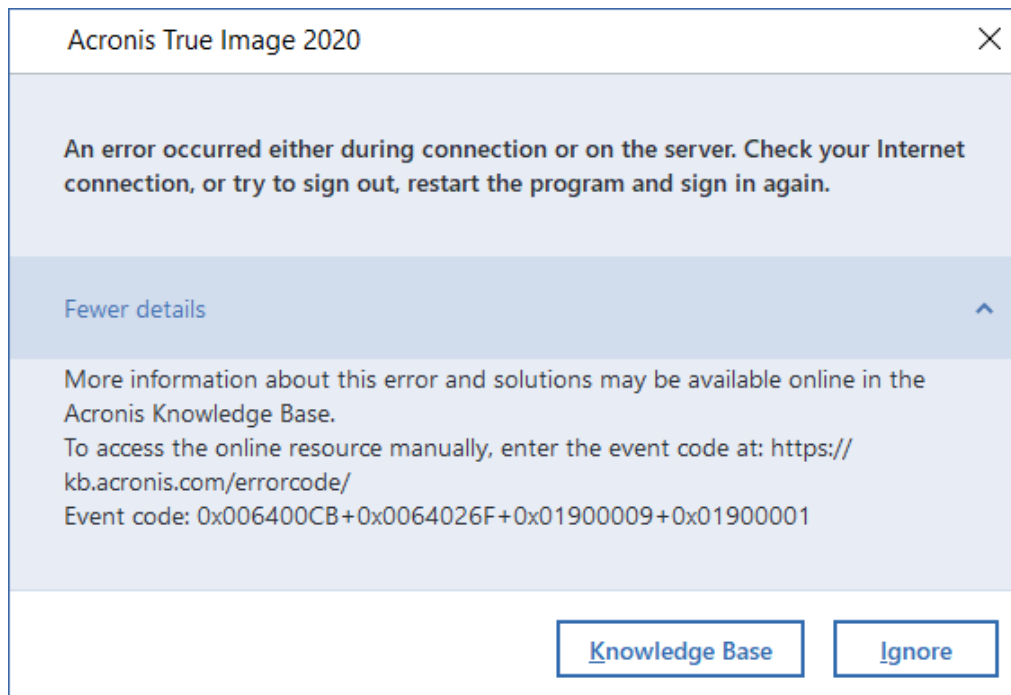 Acronis True Image 2020
An error occurred either during connection or on the server. Check your Internet
connection, or try to sign out, restart the program and sign in again.
Fewer details
More information about this error and solutions may be available online in the
Acronis Knowledge Base.
To access the online resource manually, enter the event code at: https://
kb.acronis.com/errorcode/
Event code: 0x006400CB+0x0064026F+0x01900009+0x01900001
Knowledge Base
Ignore